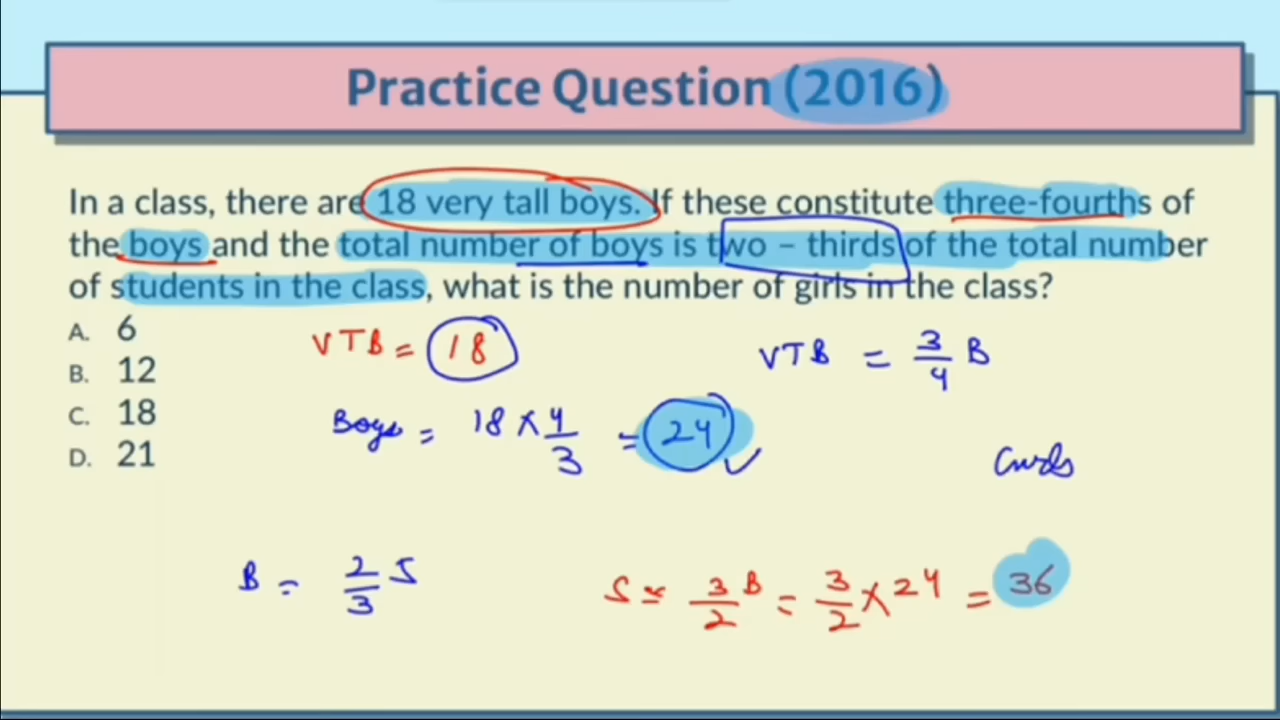 Practice Question (2016)
In a class, there are 18 very tall boys. If these constitute three-fourths of
the boys and the total number of boys is two – thirds of the total number
of students in the class, what is the number of girls in the class?
A. 6
B. 12
C. 18
D. 21
VTB = 18
VTB = 3/4 B
Boys = 18 × 4/3 = 24
B = 2/3 S
S = 3/2 B = 3/2 × 24 = 36